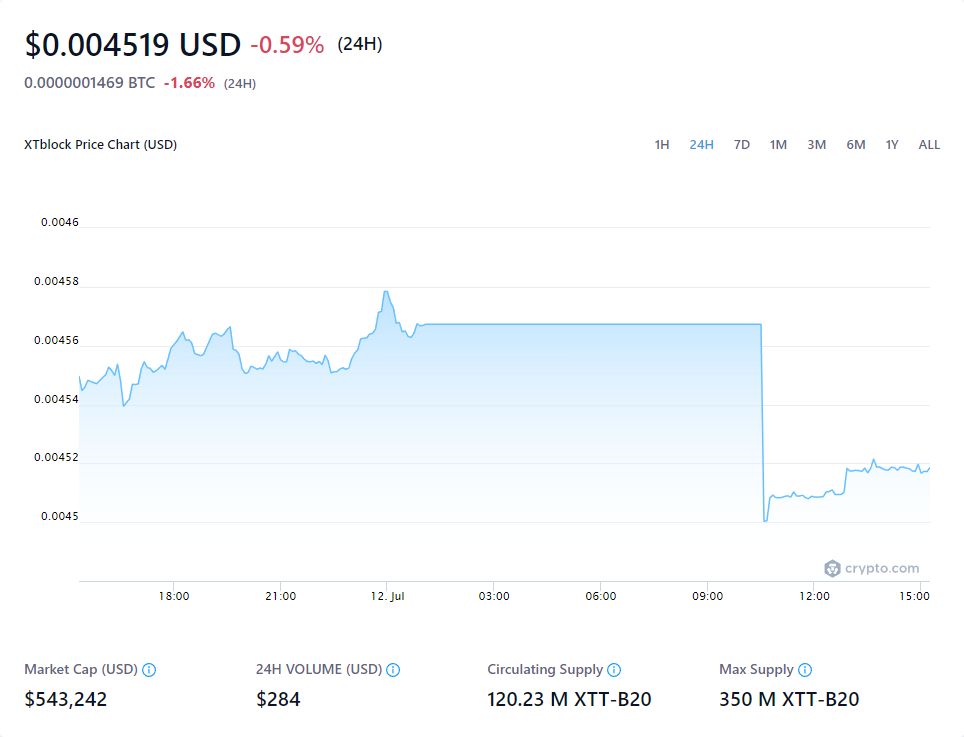 $0.004519 USD -0.59% (24H)
0.0000001469 BTC -1.66% (24H)
XTblock Price Chart (USD) 1H 24H 7D 1M 3M 6M 1Y ALL
0.0046
0.00458
0.00456
0.00454
0.00452
0.0045
crypto.com
18:00 21:00 12. Jul 03:00 06:00 09:00 12:00 15:00
Market Cap (USD) 24H VOLUME (USD) Circulating Supply Max Supply
$543,242 $284 120.23 M XTT-B20 350 M XTT-B20